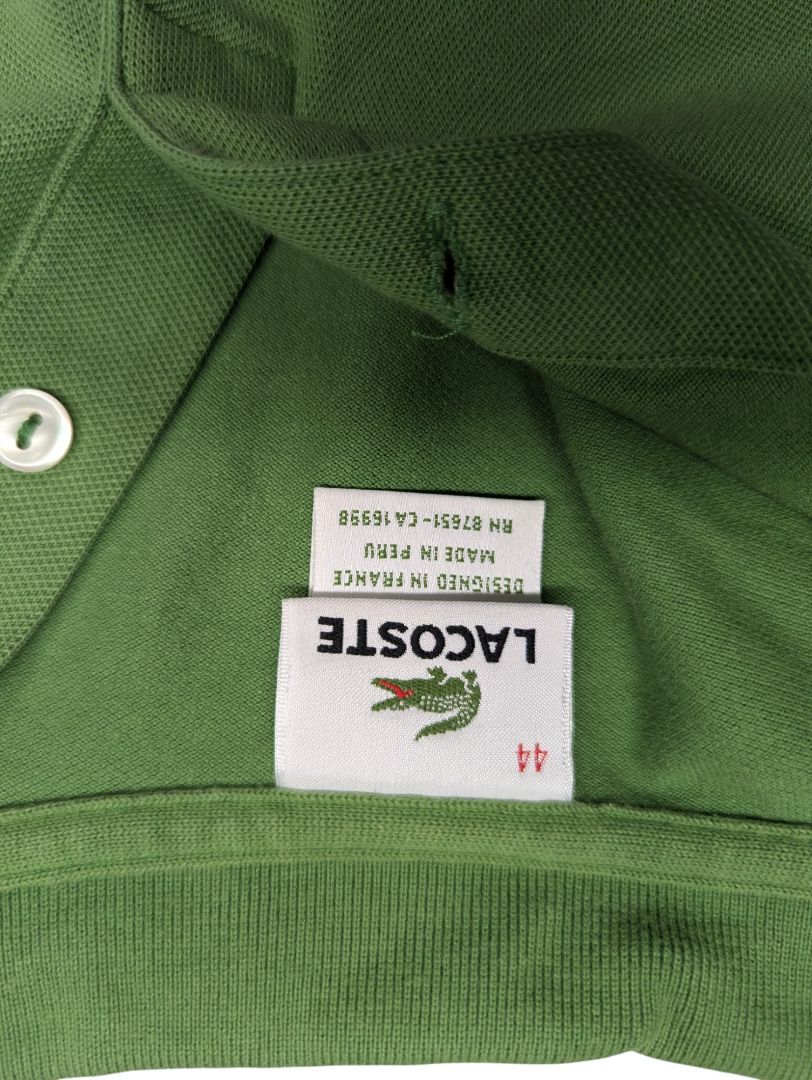 44
LACOSTE
DESIGNED IN FRANCE
MADE IN PERU
RN 87651 - CA 16998